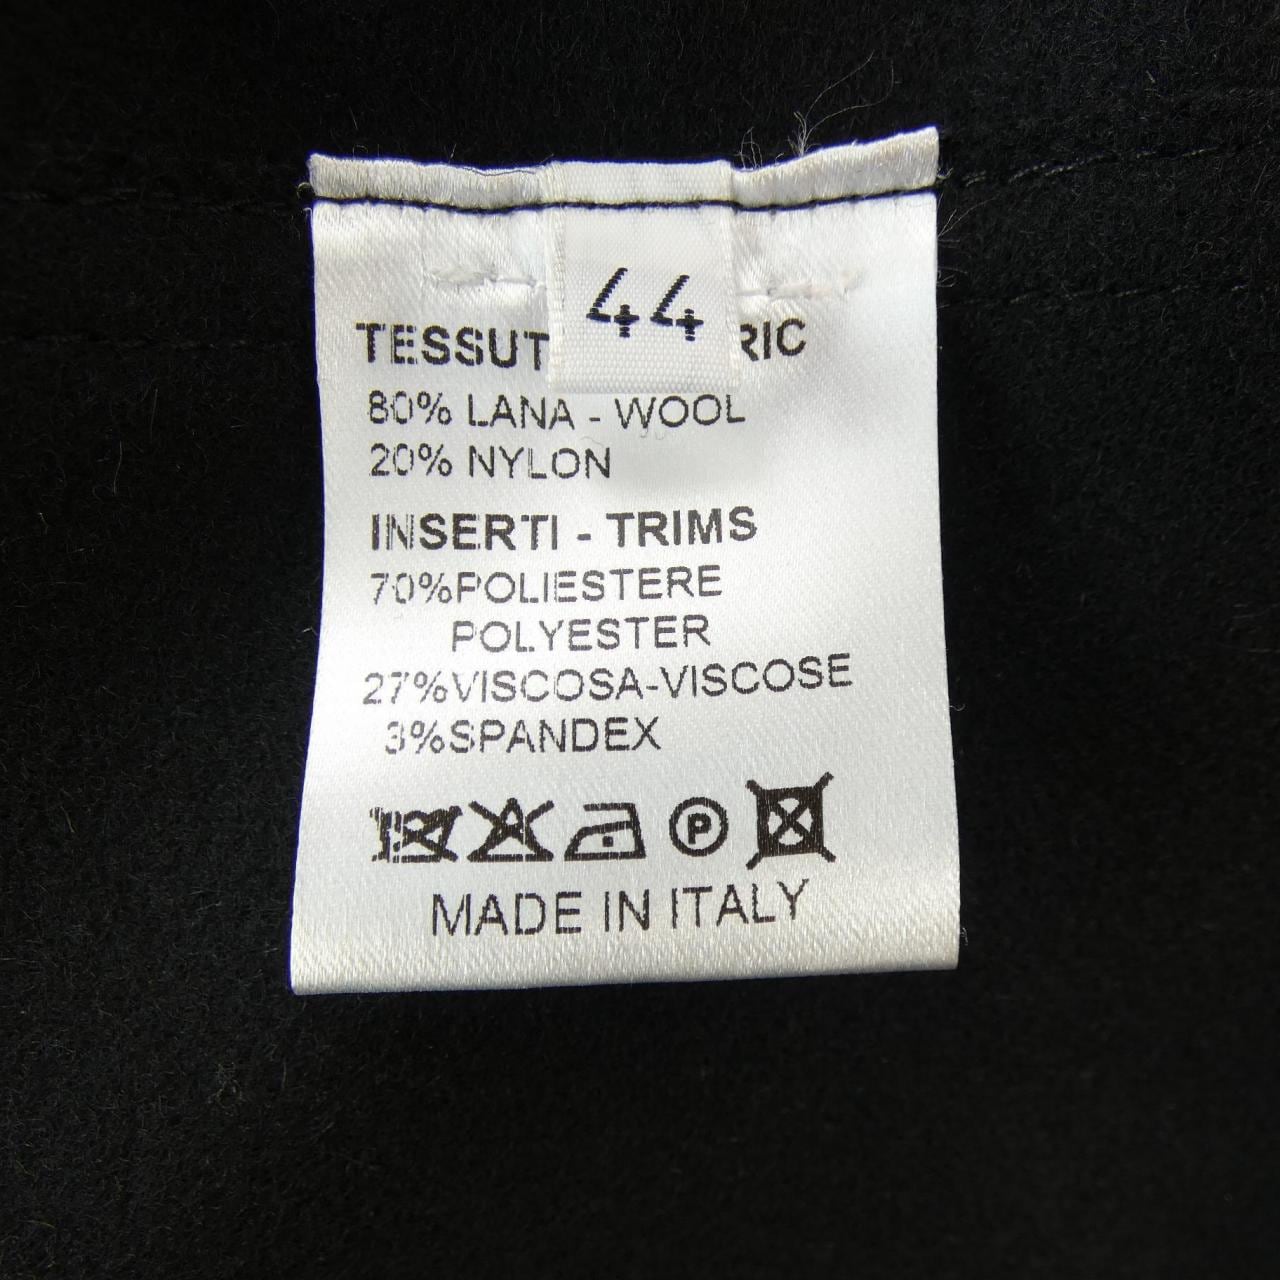 44
TESSUT RIC
80% LANA - WOOL
20% NYLON
INSERTI - TRIMS
70%POLIESTERE
POLYESTER
27%VISCOSA-VISCOSE
3%SPANDEX
P
MADE IN ITALY